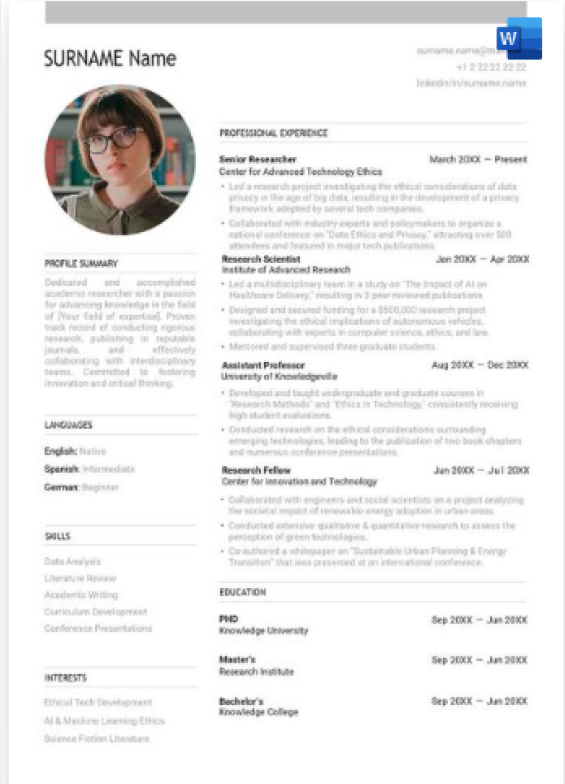 W
SURNAME Name
surname.name@m
+1 2 22 22 22 22
linkedin/in/surname.name
PROFILE SUMMARY
Dedicated and accomplished
academic researcher with a passion
for advancing knowledge in the field
of [Your field of expertise]. Proven
track record of conducting rigorous
research, publishing in reputable
journals, and effectively
collaborating with interdisciplinary
teams. Committed to fostering
innovation and critical thinking.
LANGUAGES
English: Native
Spanish: Intermediate
German: Beginner
SKILLS
Data Analysis
Literature Review
Academic Writing
Curriculum Development
Conference Presentations
INTERESTS
Ethical Tech Development
AI & Machine Learning Ethics
Science Fiction Literature
PROFESSIONAL EXPERIENCE
Senior Researcher March 20XX – Present
Center for Advanced Technology Ethics
• Led a research project investigating the ethical considerations of data
privacy in the age of big data, resulting in the development of a privacy
framework adopted by several tech companies.
• Collaborated with industry experts and policymakers to organize a
national conference on "Data Ethics and Privacy," attracting over 500
attendees and featured in major tech publications.
Research Scientist Jan 20XX – Apr 20XX
Institute of Advanced Research
• Led a multidisciplinary team in a study on "The Impact of AI on
Healthcare Delivery," resulting in 3 peer-reviewed publications
• Designed and secured funding for a $500,000 research project
investigating the ethical implications of autonomous vehicles,
collaborating with experts in computer science, ethics, and law.
• Mentored and supervised three graduate students.
Assistant Professor Aug 20XX – Dec 20XX
University of Knowledgeville
• Developed and taught undergraduate and graduate courses in
"Research Methods" and "Ethics in Technology," consistently receiving
high student evaluations.
• Conducted research on the ethical considerations surrounding
emerging technologies, leading to the publication of two book chapters
and numerous conference presentations.
Research Fellow Jun 20XX – Jul 20XX
Center for Innovation and Technology
• Collaborated with engineers and social scientists on a project analyzing
the societal impact of renewable energy adoption in urban areas.
• Conducted extensive qualitative & quantitative research to assess the
perception of green technologies.
• Co-authored a whitepaper on "Sustainable Urban Planning & Energy
Transition" that was presented at an international conference.
EDUCATION
PHD Sep 20XX – Jun 20XX
Knowledge University
Master's Sep 20XX – Jun 20XX
Research Institute
Bachelor's Sep 20XX – Jun 20XX
Knowledge College